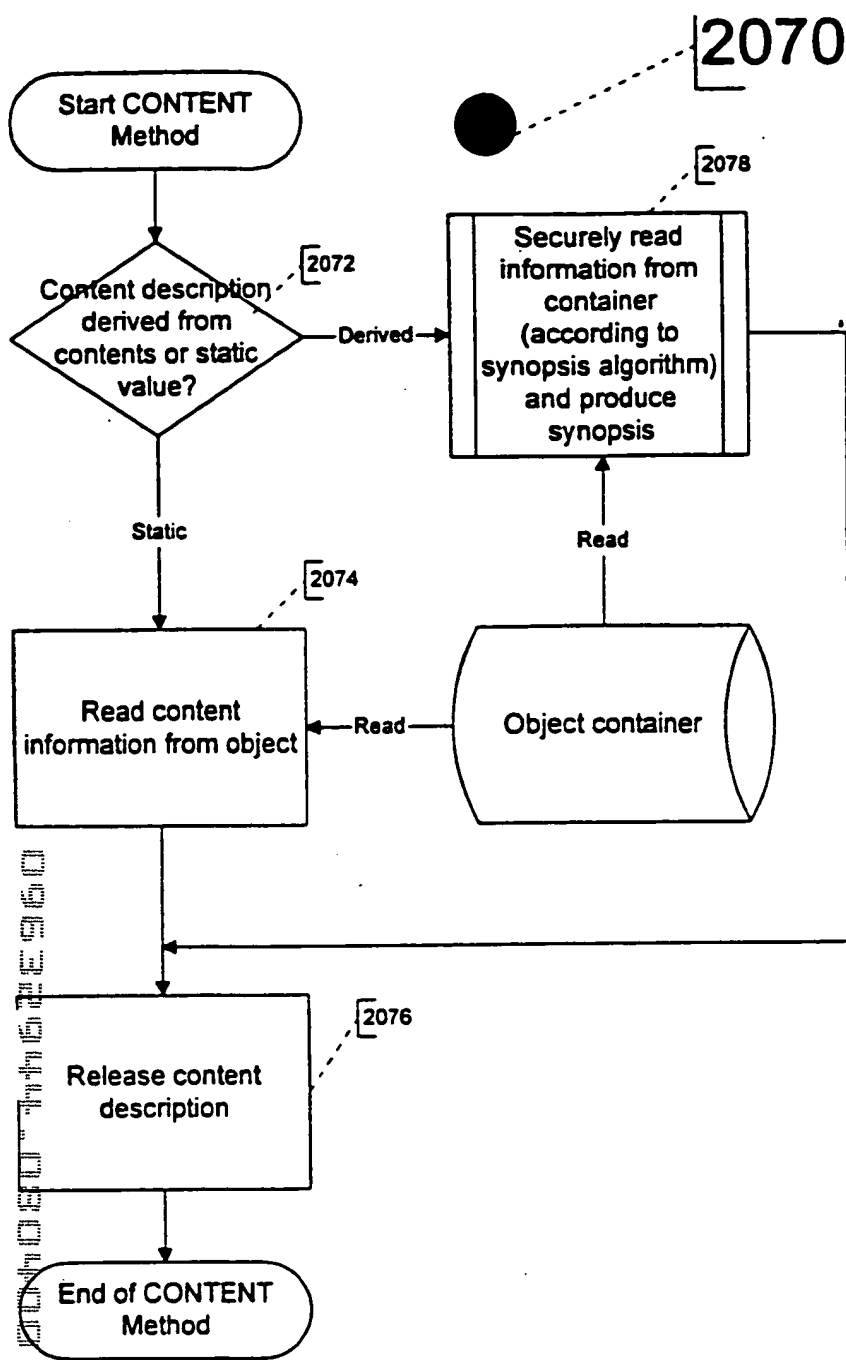 2070
Start CONTENT
Method
2078
2072
Content description
derived from
contents or static
value?
Derived
Securely read
information from
container
(according to
synopsis algorithm)
and produce
synopsis
Static
Read
2074
Read content
information from object
Read
Object container
2076
Release content
description
End of CONTENT
Method